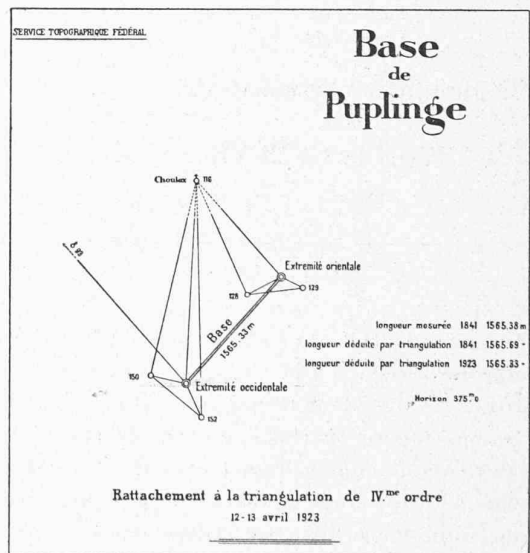 SERVICE TOPOGRAPHIQUE FÉDÉRAL
Base
de
Puplinge
Choulex 116
δ 93
Extremité orientale
128
129
Base
1565.33 m
longueur mesurée 1841 1565.38 m
longueur déduite par triangulation 1841 1565.69 "
longueur déduite par triangulation 1923 1565.33 "
Horizon 375.m0
150
Extremité occidentale
152
Rattachement à la triangulation de IV.me ordre
12-13 avril 1923